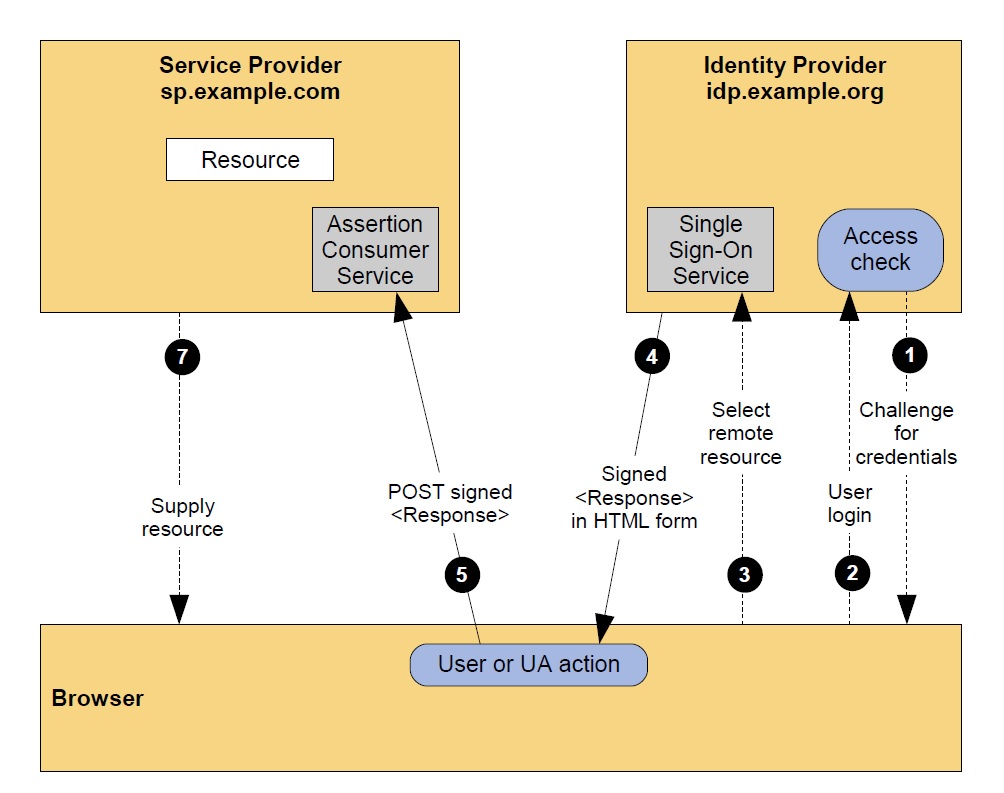 Service Provider
sp.example.com
Identity Provider
idp.example.org
Resource
Assertion
Consumer
Service
Single
Sign-On
Service
Access
check
7
4
1
Select
remote
resource
Challenge
for
credentials
Signed
<Response>
in HTML form
POST signed
<Response>
Supply
resource
User
login
5
3
2
User or UA action
Browser